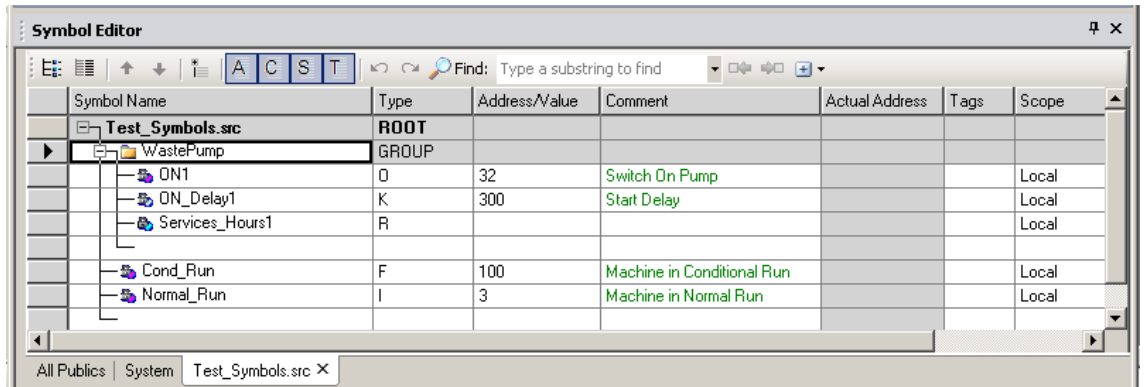 Symbol Editor
A C S T Find: Type a substring to find
Symbol Name Type Address/Value Comment Actual Address Tags Scope
Test_Symbols.src ROOT
WastePump GROUP
ON1 O 32 Switch On Pump Local
ON_Delay1 K 300 Start Delay Local
Services_Hours1 R Local
Cond_Run F 100 Machine in Conditional Run Local
Normal_Run I 3 Machine in Normal Run Local
All Publics System Test_Symbols.src